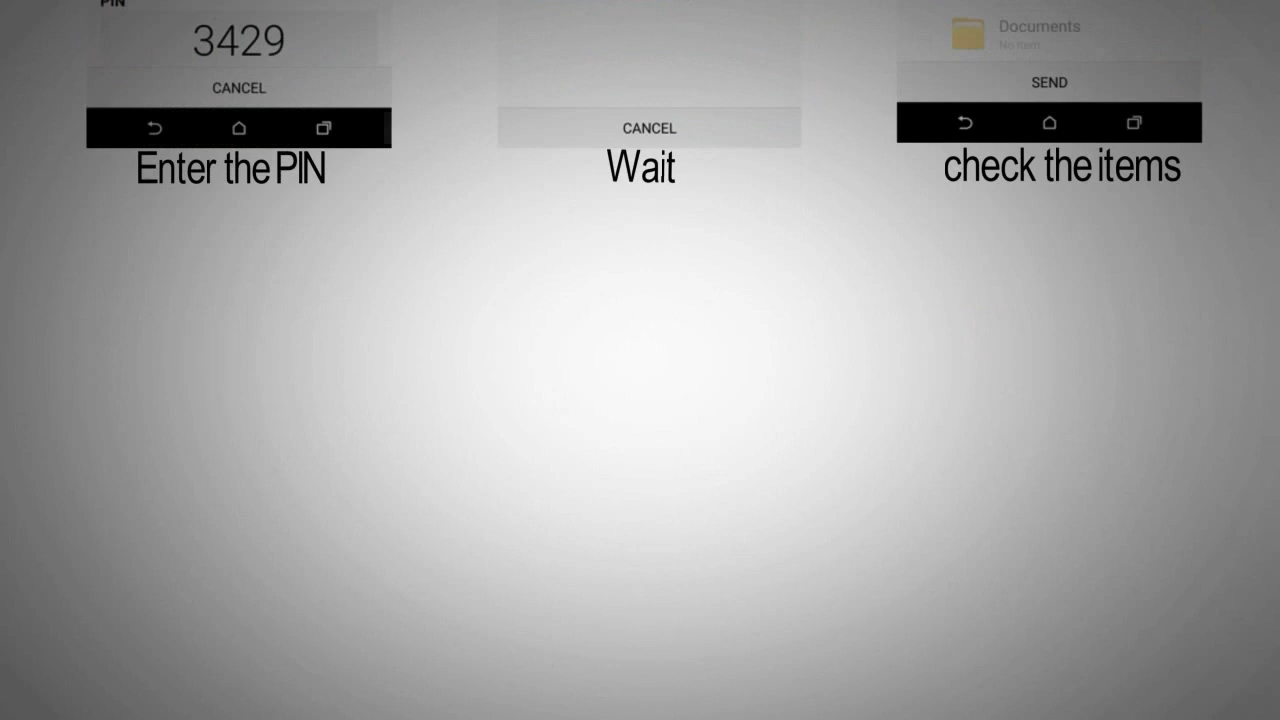 PIN
3429
CANCEL
Enter the PIN
CANCEL
Wait
Documents
No item
SEND
check the items